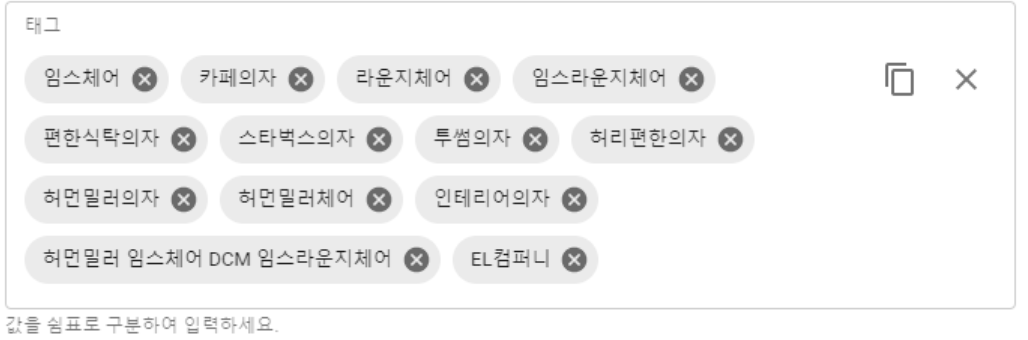 태그
임스체어 카페의자 라운지체어 임스라운지체어
편한식탁의자 스타벅스의자 투썸의자 허리편한의자
허먼밀러의자 허먼밀러체어 인테리어의자
허먼밀러 임스체어 DCM 임스라운지체어 EL컴퍼니
값을 쉼표로 구분하여 입력하세요.